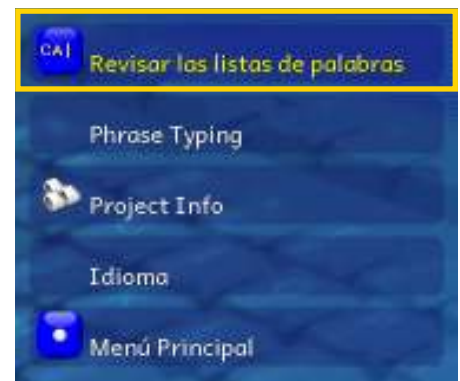 CA|
Revisar las listas de palabras
Phrase Typing
Project Info
Idioma
Menú Principal